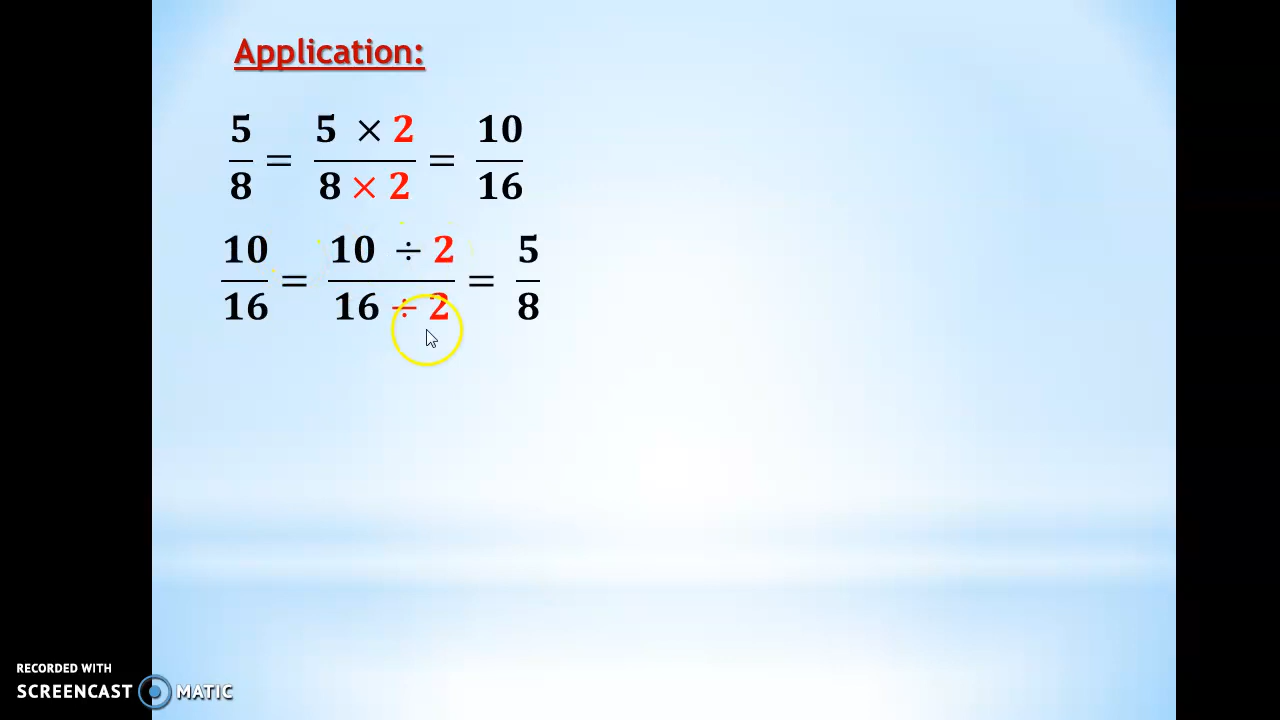 Application:
5/8 = 5 × 2/8 × 2 = 10/16
10/16 = 10 ÷ 2/16 ÷ 2 = 5/8
RECORDED WITH
SCREENCAST MATIC